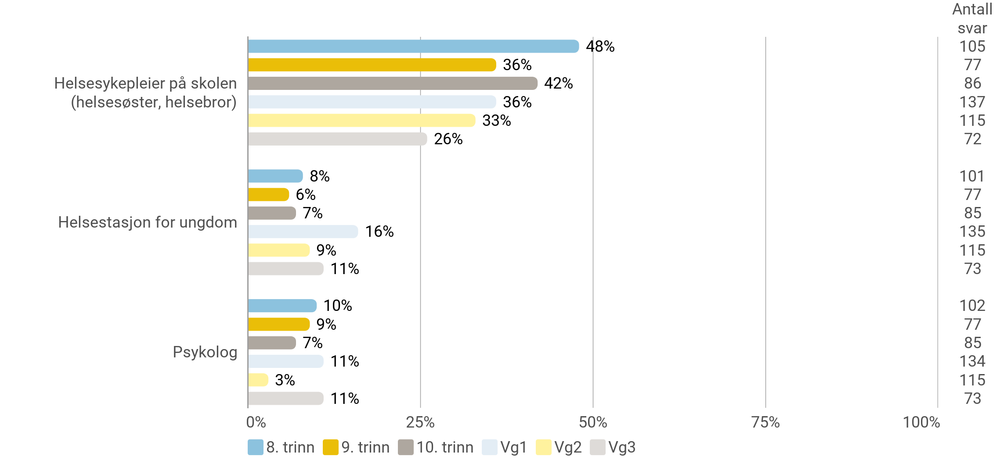 Antall
svar
48% 105
36% 77
Helsesykepleier på skolen 42% 86
(helsesøster, helsebror) 36% 137
33% 115
26% 72
8% 101
6% 77
7% 85
Helsestasjon for ungdom 16% 135
9% 115
11% 73
10% 102
9% 77
7% 85
Psykolog 11% 134
3% 115
11% 73
0% 25% 50% 75% 100%
8. trinn 9. trinn 10. trinn Vg1 Vg2 Vg3